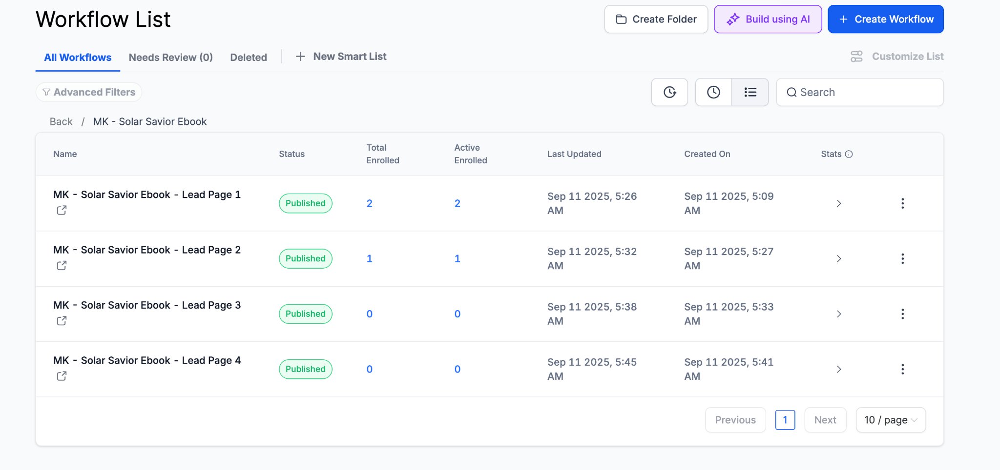 Workflow List
Create Folder
Build using AI
Create Workflow
All Workflows
Needs Review (0)
Deleted
New Smart List
Customize List
Advanced Filters
Search
Back / MK - Solar Savior Ebook
Name
Status
Total
Enrolled
Active
Enrolled
Last Updated
Created On
Stats
MK - Solar Savior Ebook - Lead Page 1
Published
2
2
Sep 11 2025, 5:26
AM
Sep 11 2025, 5:09
AM
MK - Solar Savior Ebook - Lead Page 2
Published
1
1
Sep 11 2025, 5:32
AM
Sep 11 2025, 5:27
AM
MK - Solar Savior Ebook - Lead Page 3
Published
0
0
Sep 11 2025, 5:38
AM
Sep 11 2025, 5:33
AM
MK - Solar Savior Ebook - Lead Page 4
Published
0
0
Sep 11 2025, 5:45
AM
Sep 11 2025, 5:41
AM
Previous
1
Next
10 / page